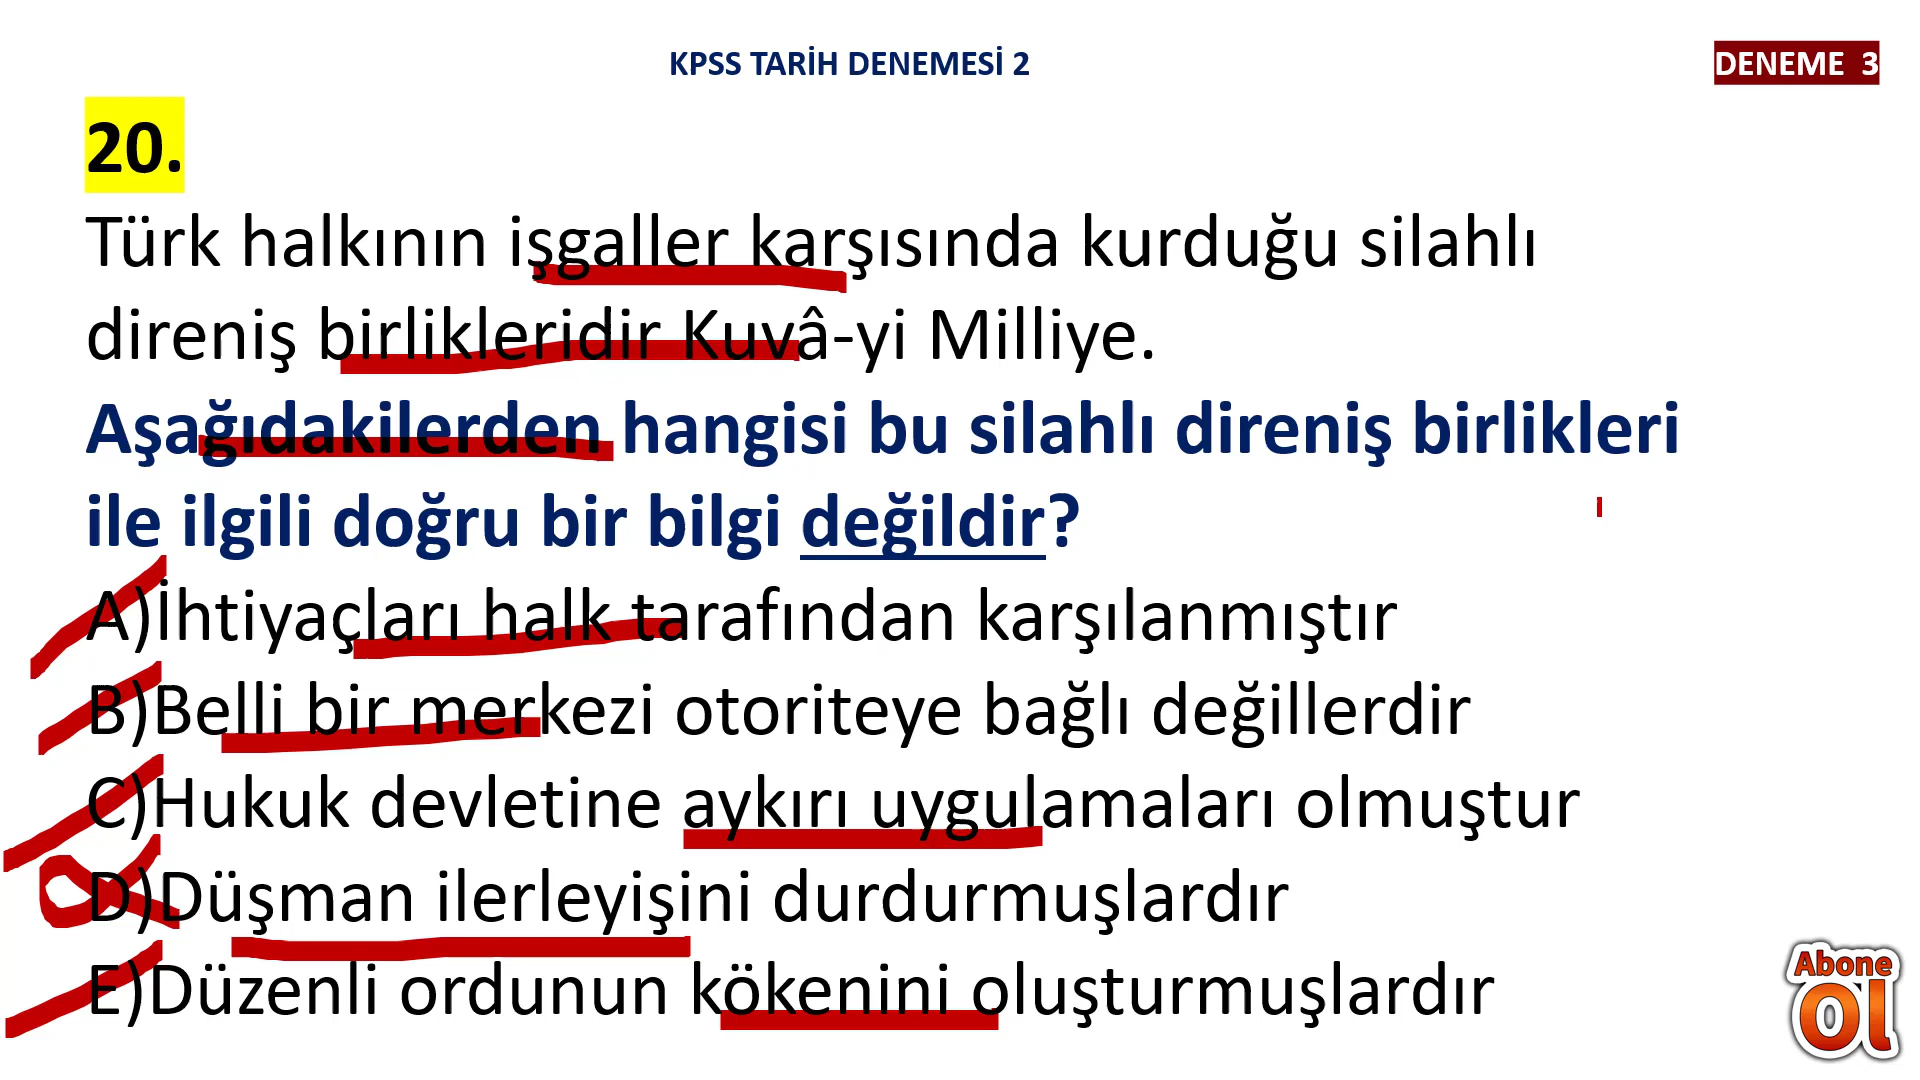 KPSS TARİH DENEMESİ 2
DENEME 3
20.
Türk halkının işgaller karşısında kurduğu silahlı
direniş birlikleridir Kuvâ-yi Milliye.
Aşağıdakilerden hangisi bu silahlı direniş birlikleri
ile ilgili doğru bir bilgi değildir?
A)İhtiyaçları halk tarafından karşılanmıştır
B)Belli bir merkezi otoriteye bağlı değillerdir
C)Hukuk devletine aykırı uygulamaları olmuştur
D)Düşman ilerleyişini durdurmuşlardır
E)Düzenli ordunun kökenini oluşturmuşlardır
Abone
ol